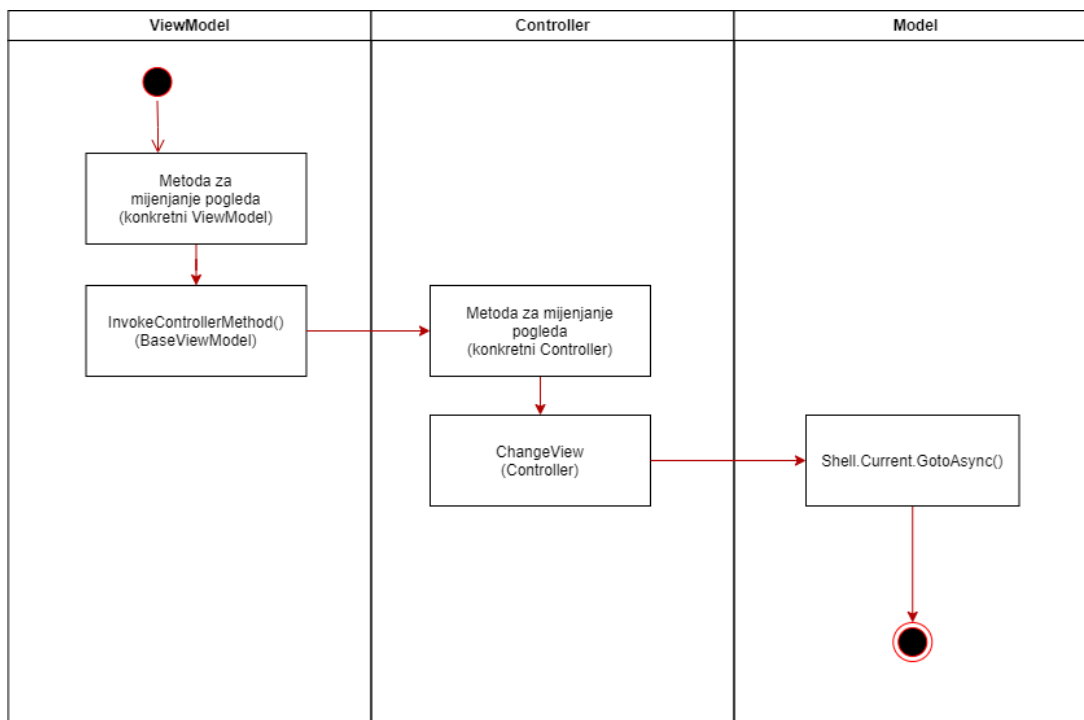 ViewModel
Controller
Model
Metoda za
mijenjanje pogleda
(konkretni ViewModel)
InvokeControllerMethod()
(BaseViewModel)
Metoda za mijenjanje
pogleda
(konkretni Controller)
ChangeView
(Controller)
Shell.Current.GotoAsync()